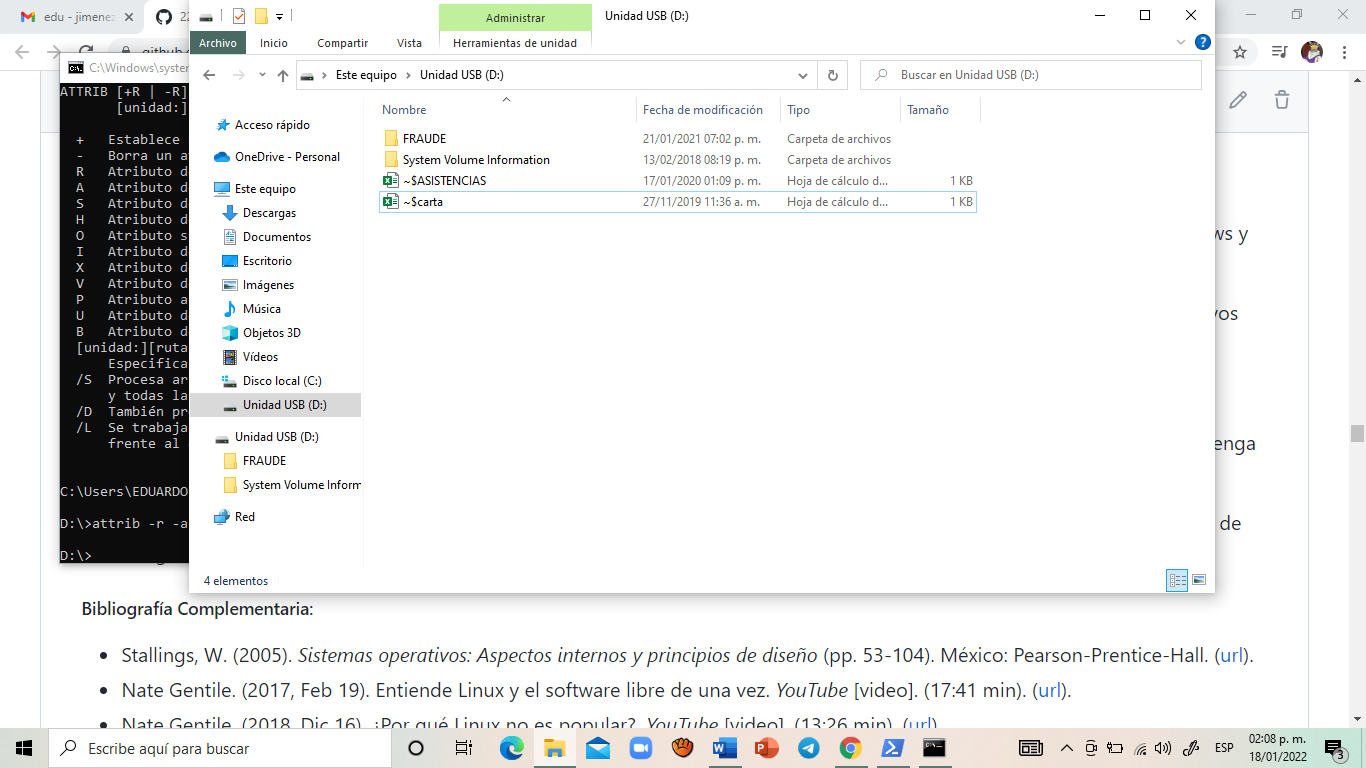 edu - jimenez
22
Administrar
Unidad USB (D:)
Archivo
Inicio
Compartir
Vista
Herramientas de unidad
Este equipo
Unidad USB (D:)
Buscar en Unidad USB (D:)
C:\Windows\system
ATTRIB [+R | -R]
[unidad:]
+ Establece
- Borra un a
R Atributo d
A Atributo d
S Atributo d
H Atributo d
O Atributo s
I Atributo d
X Atributo d
V Atributo d
P Atributo a
U Atributo d
B Atributo d
[unidad:][ruta
Especifica
/S Procesa ar
y todas la
/D También pr
/L Se trabaja
frente al
C:\Users\EDUARDO
D:\>attrib -r -a
D:\>
Acceso rápido
OneDrive - Personal
Este equipo
Descargas
Documentos
Escritorio
Imágenes
Música
Objetos 3D
Vídeos
Disco local (C:)
Unidad USB (D:)
Unidad USB (D:)
FRAUDE
System Volume Inform
Red
Nombre
Fecha de modificación
Tipo
Tamaño
FRAUDE 21/01/2021 07:02 p. m. Carpeta de archivos
System Volume Information 13/02/2018 08:19 p. m. Carpeta de archivos
~$ASISTENCIAS 17/01/2020 01:09 p. m. Hoja de cálculo d... 1 KB
~$carta 27/11/2019 11:36 a. m. Hoja de cálculo d... 1 KB
4 elementos
ws y
vos
enga
de
Bibliografía Complementaria:
• Stallings, W. (2005). Sistemas operativos: Aspectos internos y principios de diseño (pp. 53-104). México: Pearson-Prentice-Hall. (url).
• Nate Gentile. (2017, Feb 19). Entiende Linux y el software libre de una vez. YouTube [video]. (17:41 min). (url).
• Nate Gentile. (2018, Dic 16). ¿Por qué Linux no es popular?. YouTube [video]. (13:26 min). (url).
Escribe aquí para buscar
ESP
02:08 p. m.
18/01/2022
3